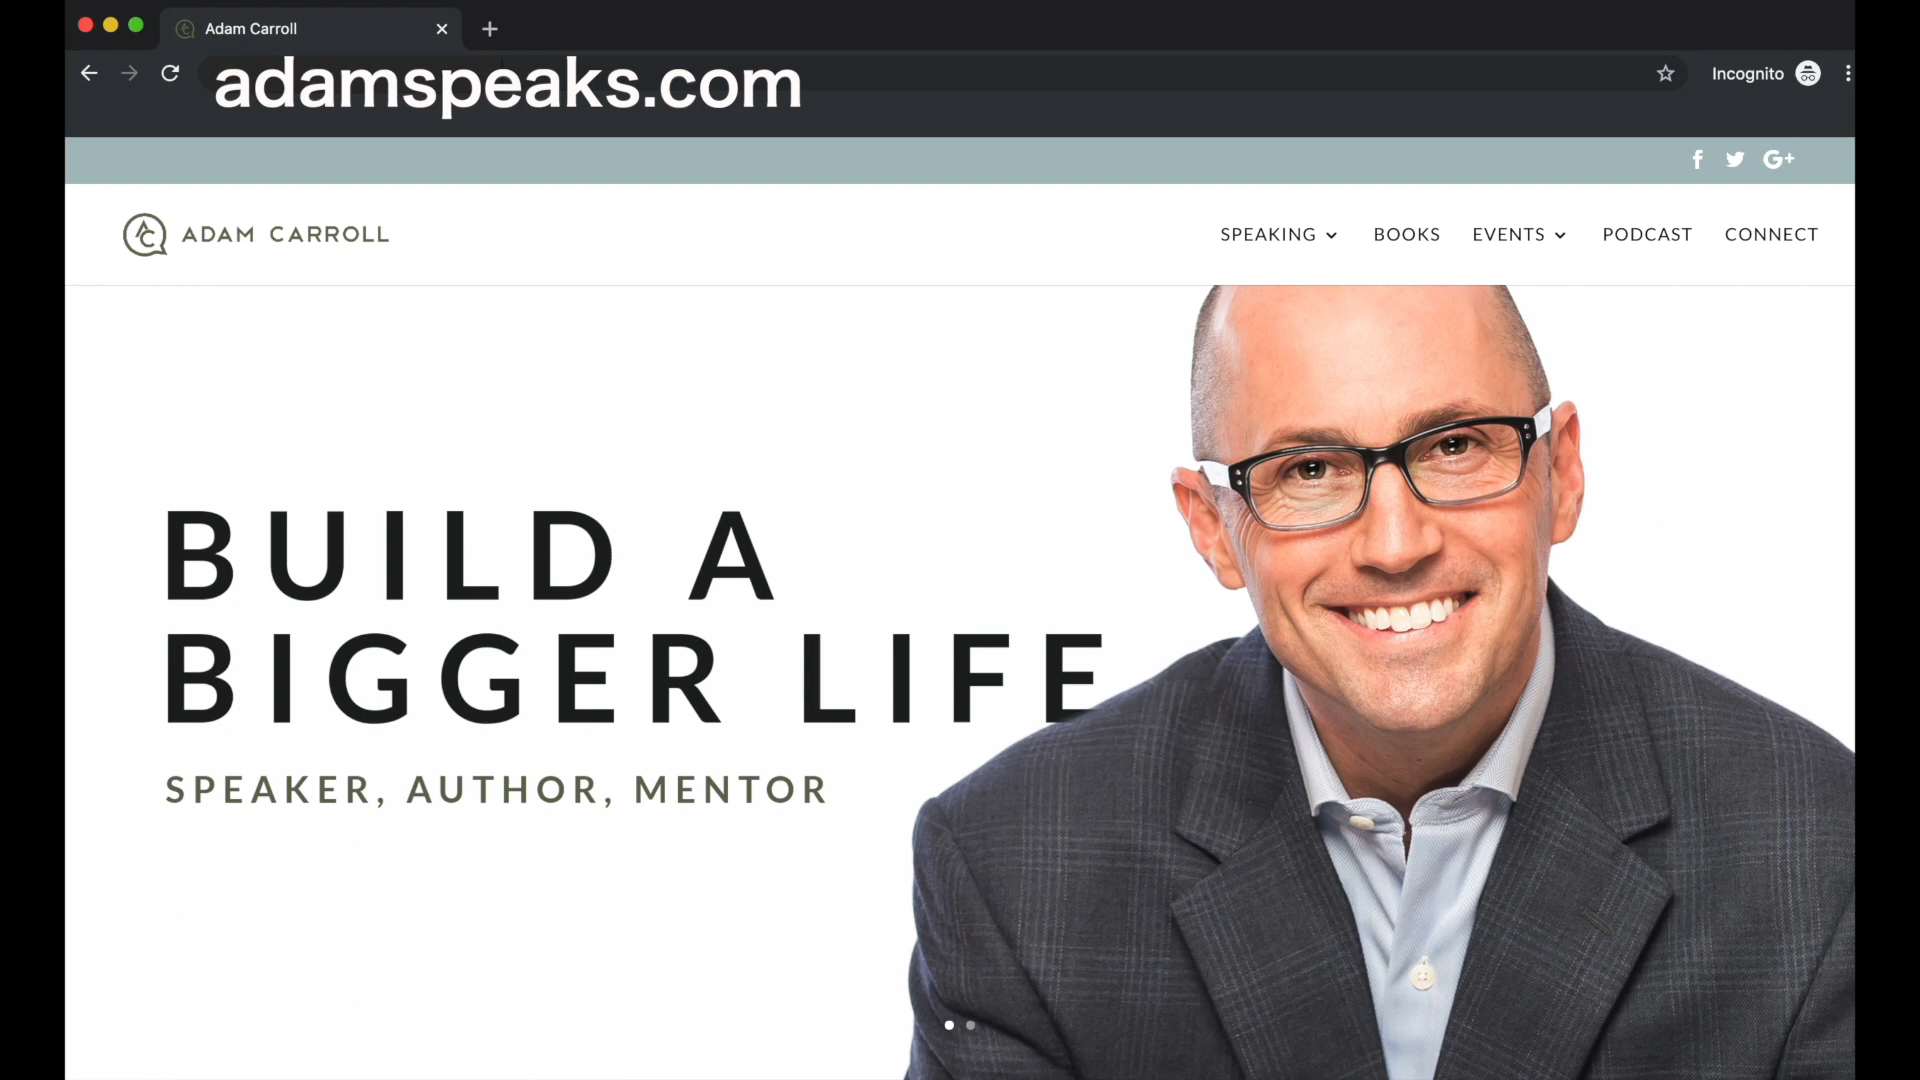 Adam Carroll
adamspeaks.com
Incognito
ADAM CARROLL
SPEAKING
BOOKS
EVENTS
PODCAST
CONNECT
BUILD A
BIGGER LIFE
SPEAKER, AUTHOR, MENTOR